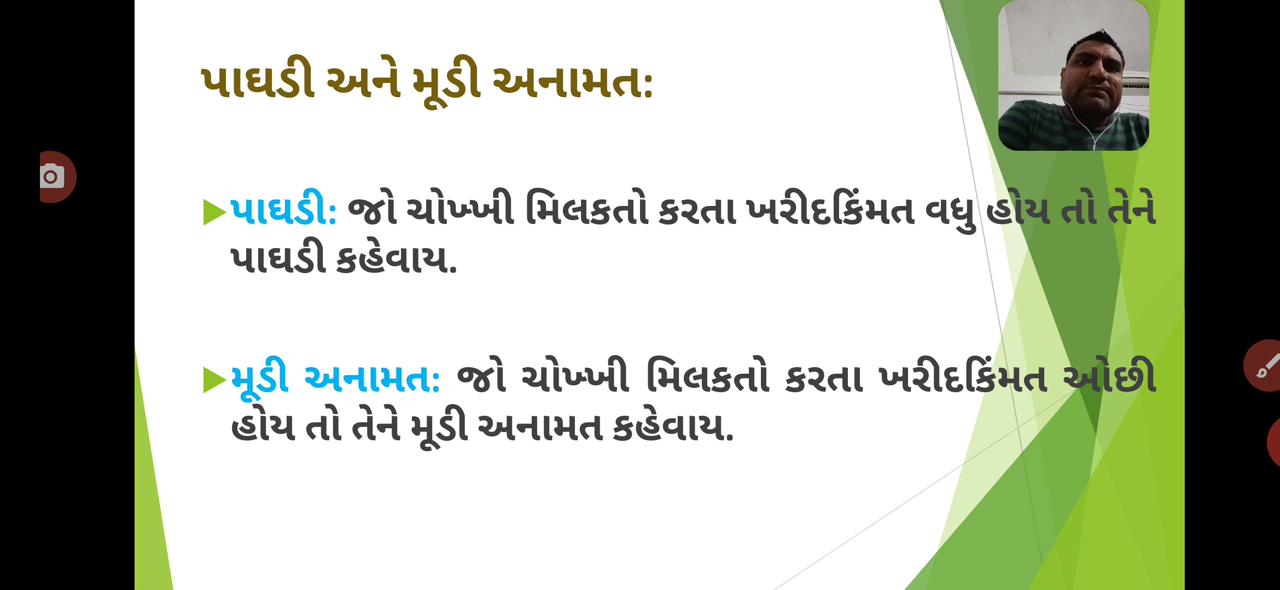 પાઘડી અને મૂડી અનામત:
પાઘડી: જો ચોખ્ખી મિલકતો કરતા ખરીદકિંમત વધુ હોય તો તેને
પાઘડી કહેવાય.
મૂડી અનામત: જો ચોખ્ખી મિલકતો કરતા ખરીદકિંમત ઓછી
હોય તો તેને મૂડી અનામત કહેવાય.